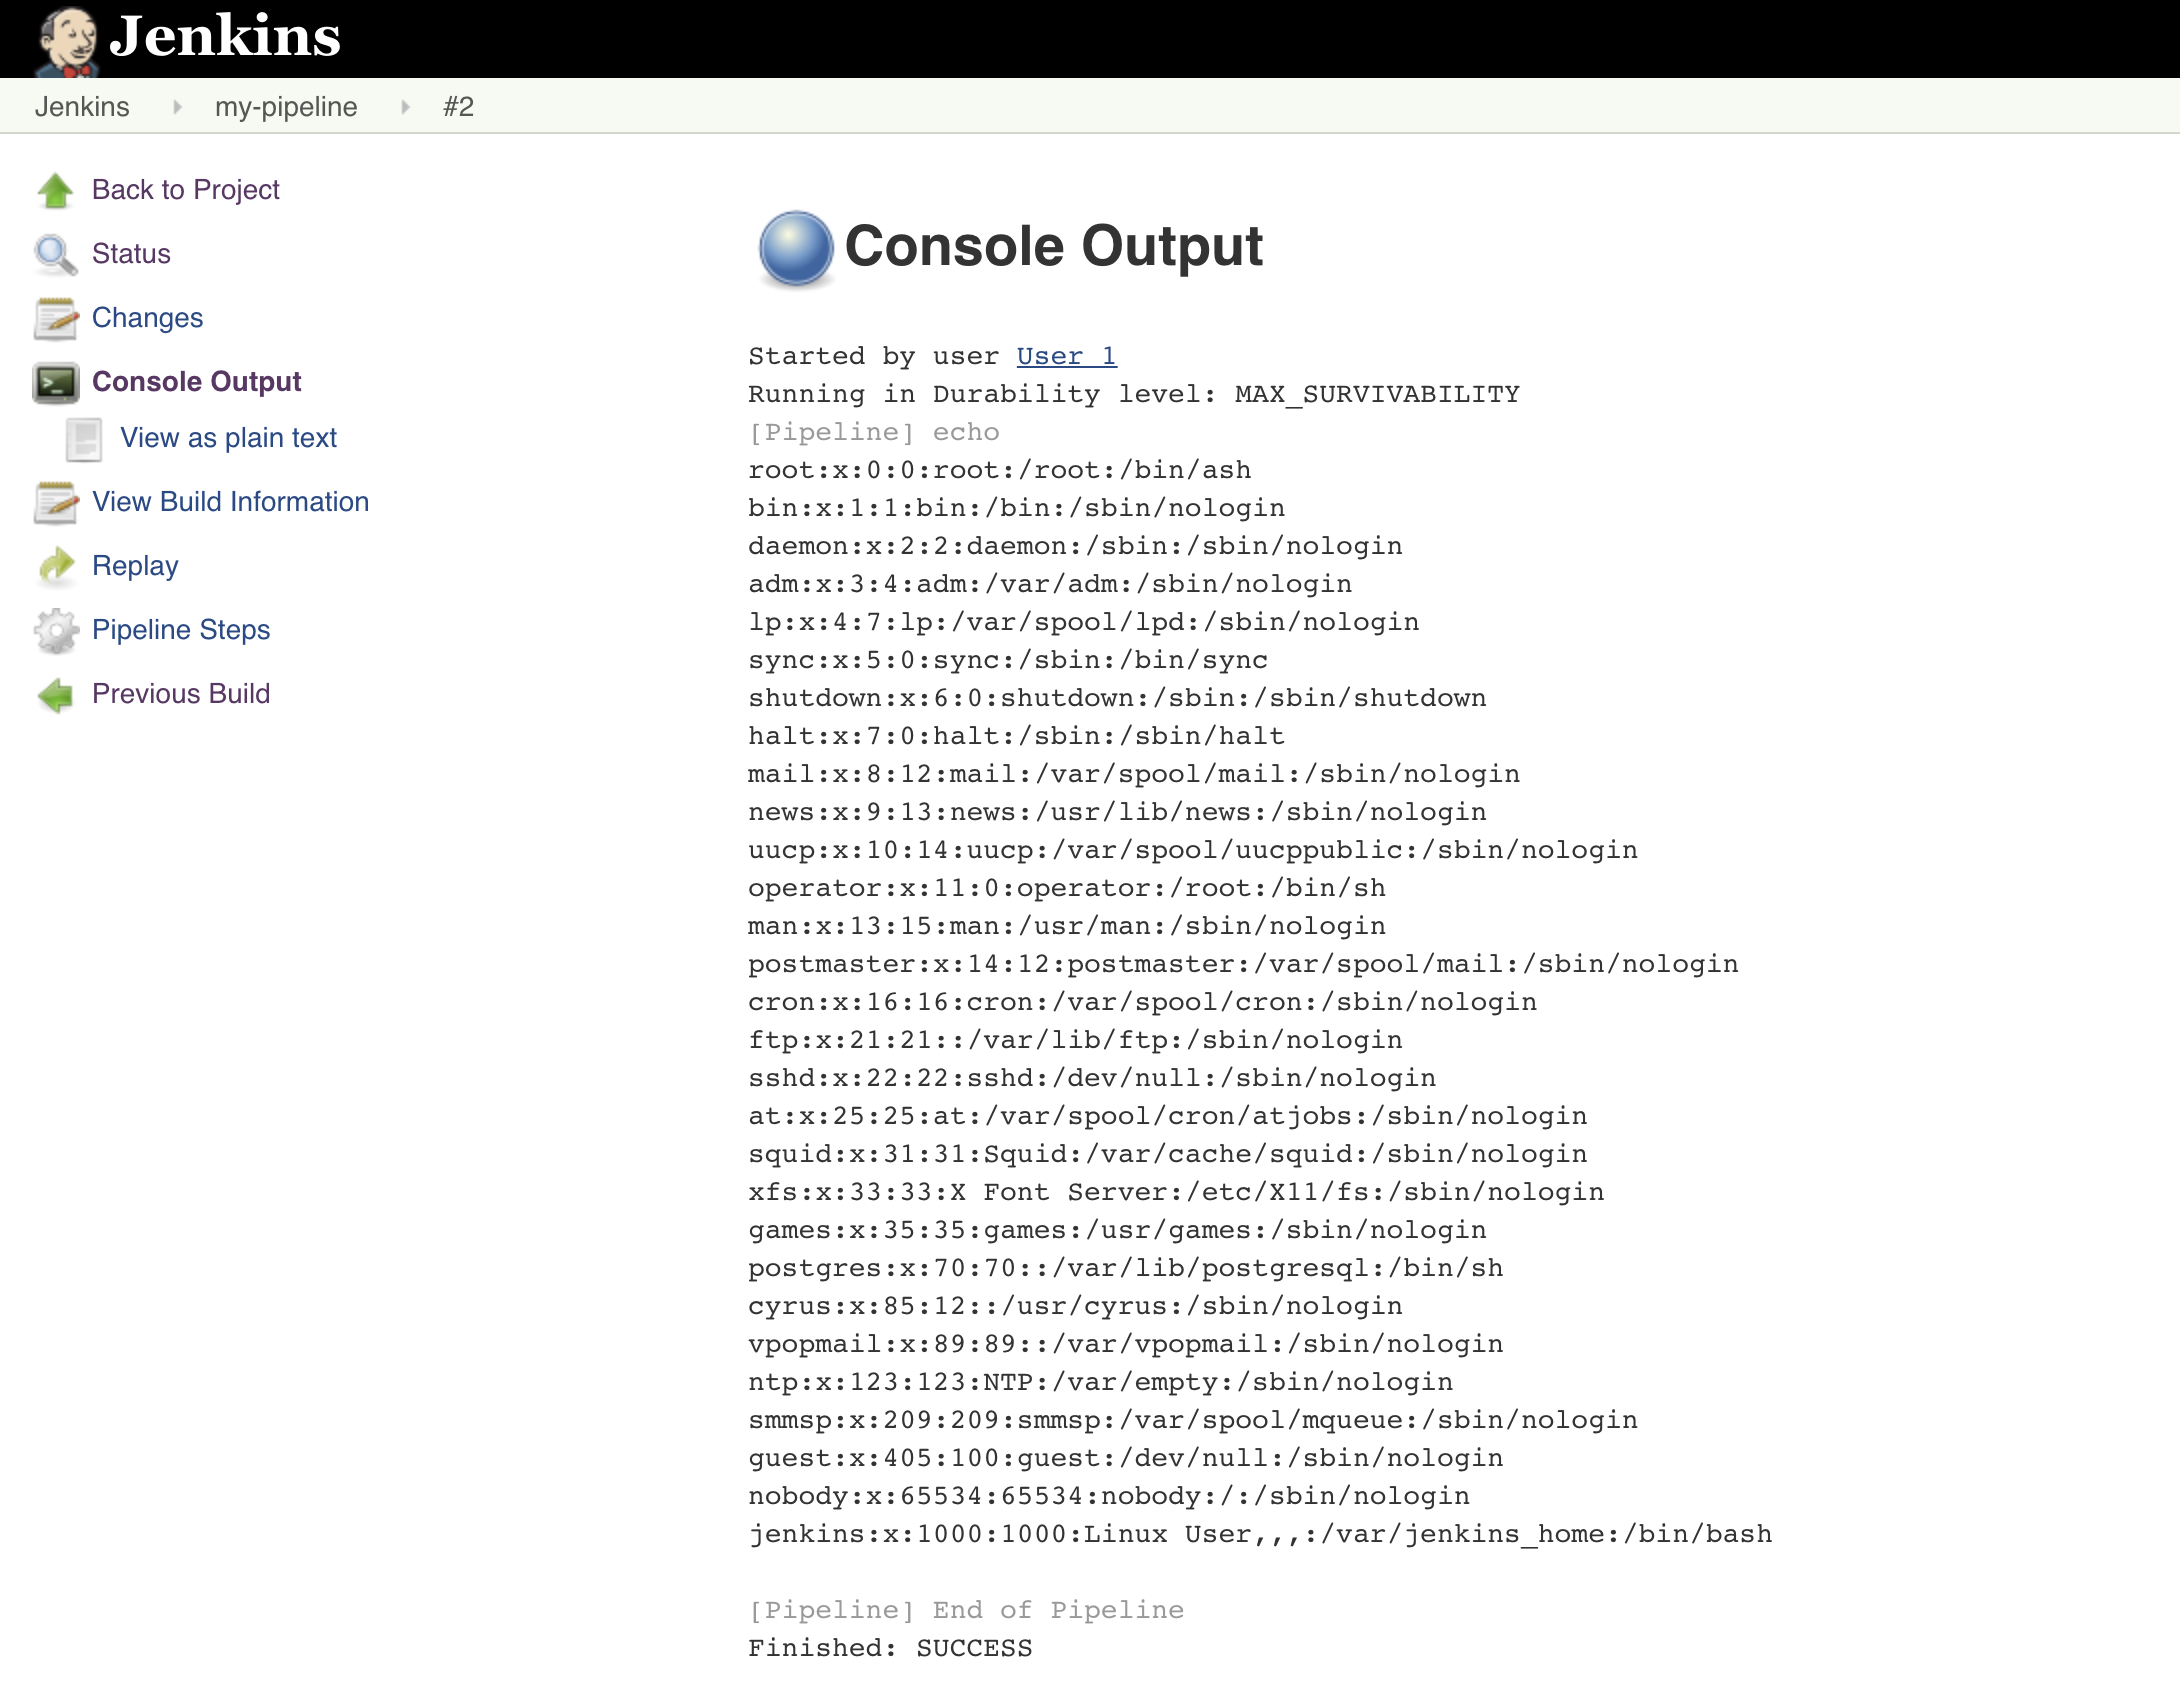 Jenkins
Jenkins my-pipeline #2
Back to Project
Status
Changes
Console Output
View as plain text
View Build Information
Replay
Pipeline Steps
Previous Build
Console Output
Started by user User 1
Running in Durability level: MAX_SURVIVABILITY
[Pipeline] echo
root:x:0:0:root:/root:/bin/ash
bin:x:1:1:bin:/bin:/sbin/nologin
daemon:x:2:2:daemon:/sbin:/sbin/nologin
adm:x:3:4:adm:/var/adm:/sbin/nologin
lp:x:4:7:lp:/var/spool/lpd:/sbin/nologin
sync:x:5:0:sync:/sbin:/bin/sync
shutdown:x:6:0:shutdown:/sbin:/sbin/shutdown
halt:x:7:0:halt:/sbin:/sbin/halt
mail:x:8:12:mail:/var/spool/mail:/sbin/nologin
news:x:9:13:news:/usr/lib/news:/sbin/nologin
uucp:x:10:14:uucp:/var/spool/uucppublic:/sbin/nologin
operator:x:11:0:operator:/root:/bin/sh
man:x:13:15:man:/usr/man:/sbin/nologin
postmaster:x:14:12:postmaster:/var/spool/mail:/sbin/nologin
cron:x:16:16:cron:/var/spool/cron:/sbin/nologin
ftp:x:21:21::/var/lib/ftp:/sbin/nologin
sshd:x:22:22:sshd:/dev/null:/sbin/nologin
at:x:25:25:at:/var/spool/cron/atjobs:/sbin/nologin
squid:x:31:31:Squid:/var/cache/squid:/sbin/nologin
xfs:x:33:33:X Font Server:/etc/X11/fs:/sbin/nologin
games:x:35:35:games:/usr/games:/sbin/nologin
postgres:x:70:70::/var/lib/postgresql:/bin/sh
cyrus:x:85:12::/usr/cyrus:/sbin/nologin
vpopmail:x:89:89::/var/vpopmail:/sbin/nologin
ntp:x:123:123:NTP:/var/empty:/sbin/nologin
smmsp:x:209:209:smmsp:/var/spool/mqueue:/sbin/nologin
guest:x:405:100:guest:/dev/null:/sbin/nologin
nobody:x:65534:65534:nobody:/:/sbin/nologin
jenkins:x:1000:1000:Linux User,,,:/var/jenkins_home:/bin/bash
[Pipeline] End of Pipeline
Finished: SUCCESS